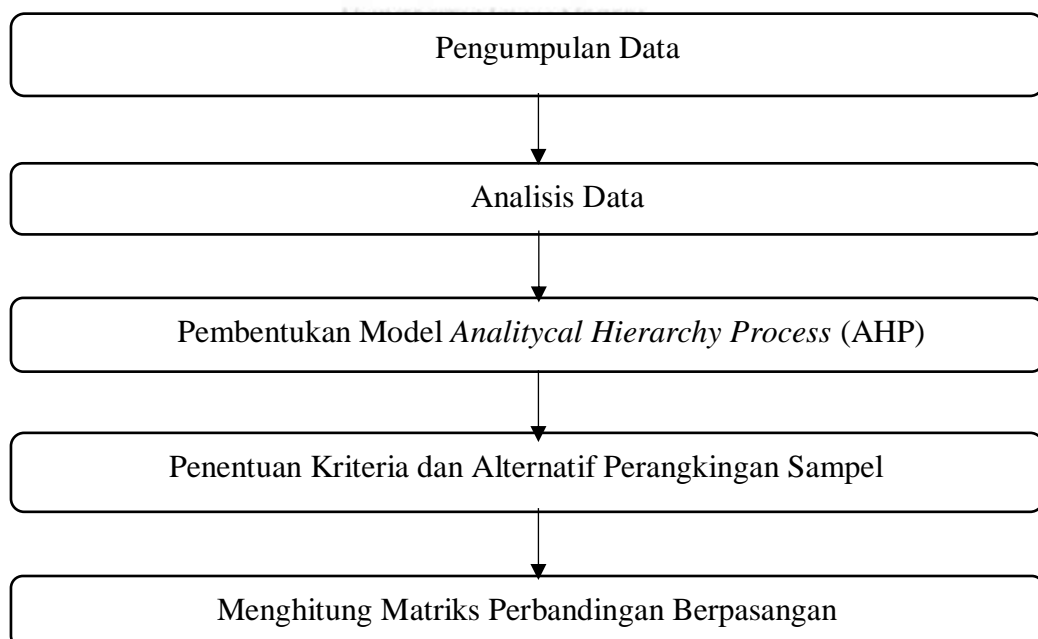 Pengumpulan Data
Analisis Data
Pembentukan Model Analitycal Hierarchy Process (AHP)
Penentuan Kriteria dan Alternatif Perangkingan Sampel
Menghitung Matriks Perbandingan Berpasangan